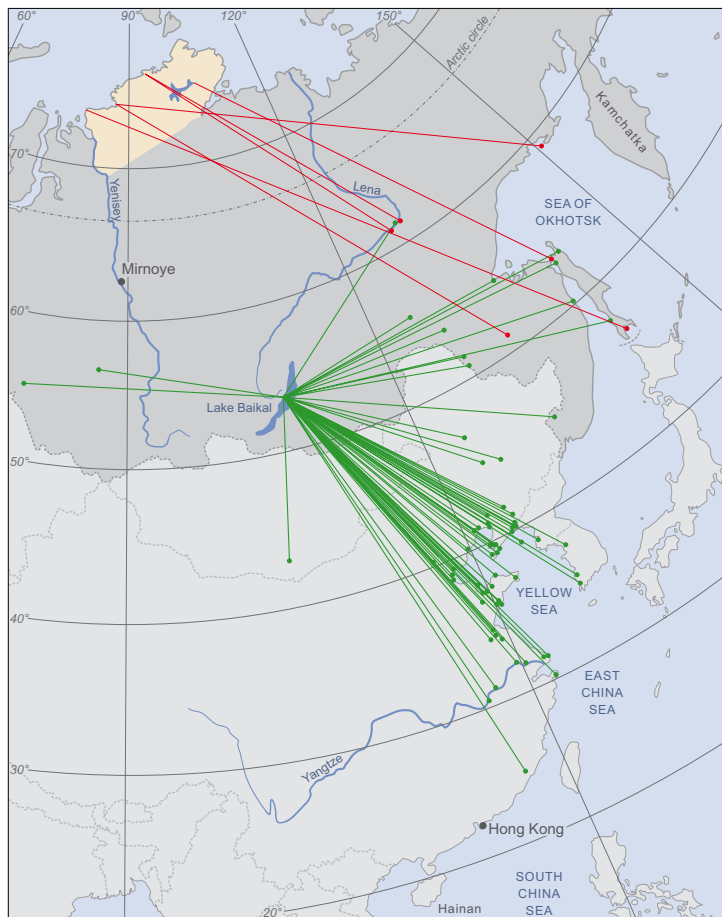 60°
90°
120°
150°
Arctic circle
Kamchatka
70°
Lena
Yenisey
SEA OF
OKHOTSK
Mirnoye
60°
Lake Baikal
50°
YELLOW
SEA
40°
EAST
CHINA
SEA
30°
Yangtze
Hong Kong
SOUTH
CHINA
SEA
Hainan
20°